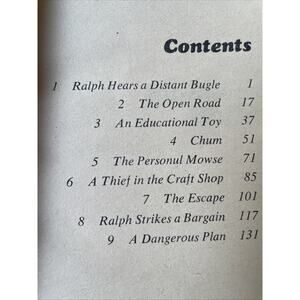 Contents
1 Ralph Hears a Distant Bugle 1
2 The Open Road 17
3 An Educational Toy 37
4 Chum 51
5 The Personul Mowse 71
6 A Thief in the Craft Shop 85
7 The Escape 101
8 Ralph Strikes a Bargain 117
9 A Dangerous Plan 131